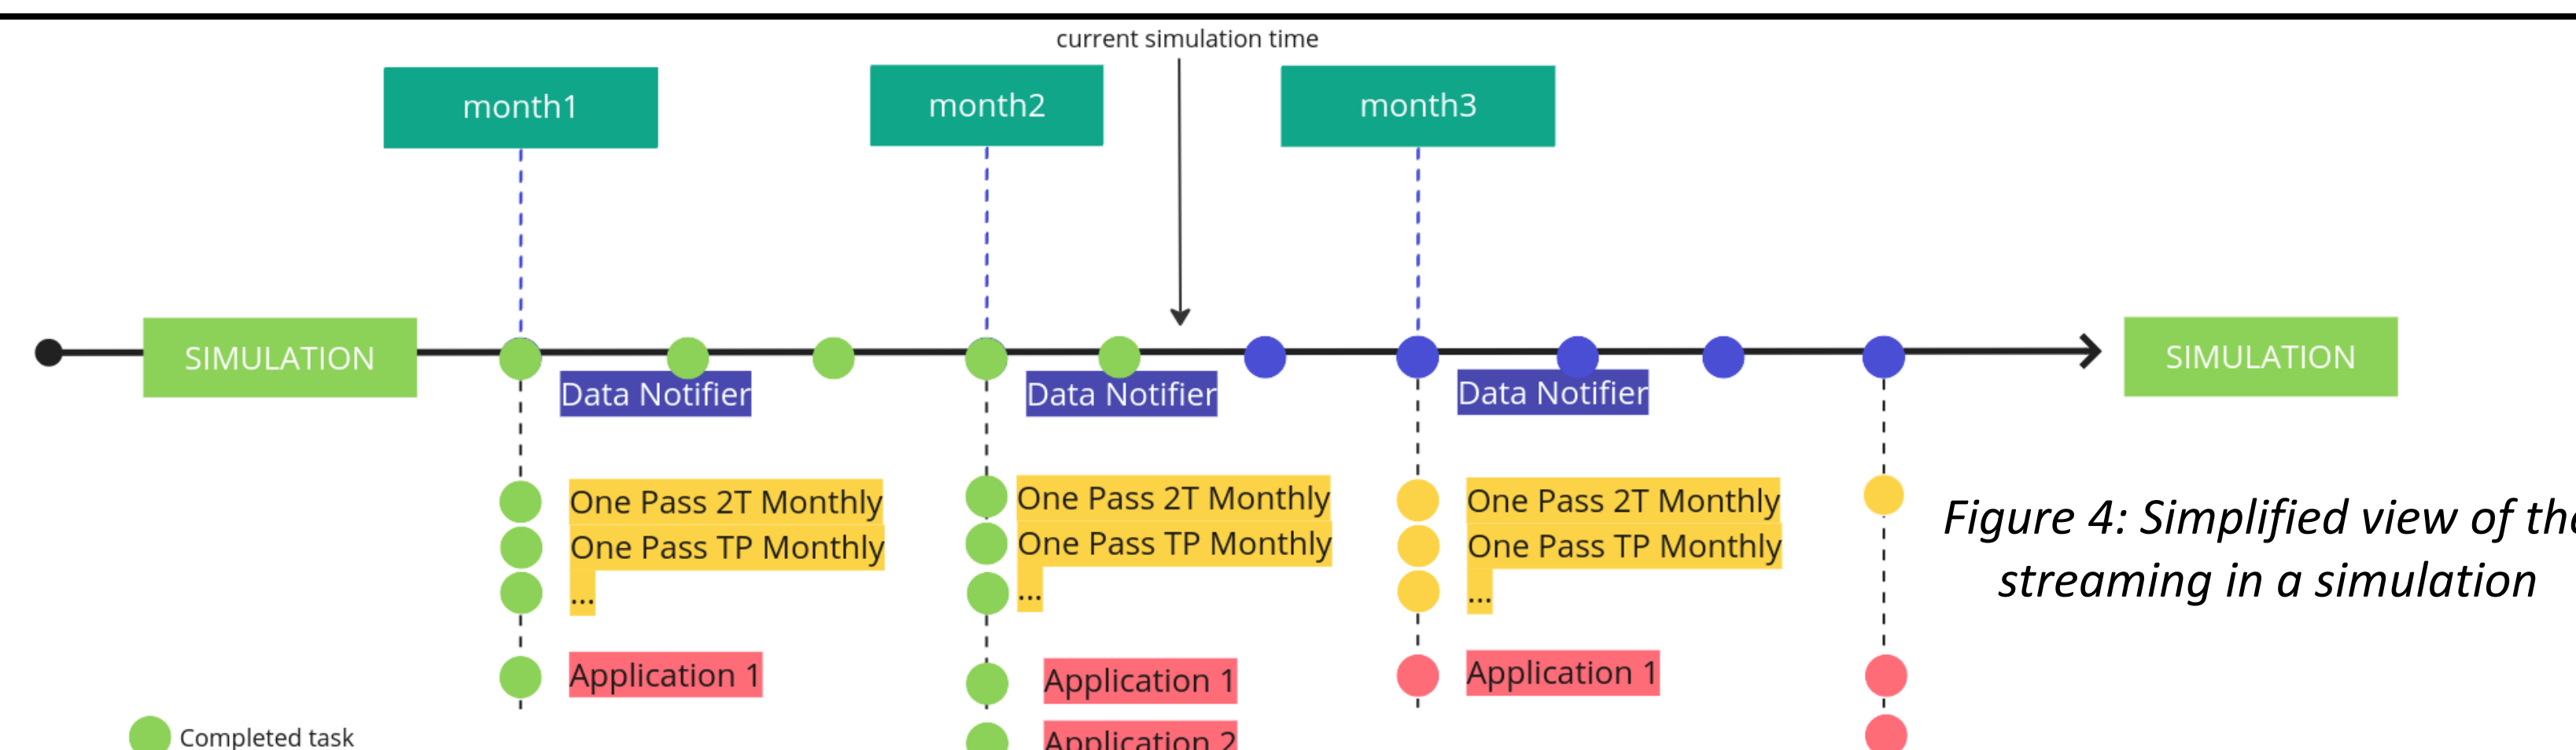 current simulation time
month1
month2
month3
SIMULATION
SIMULATION
Data Notifier
Data Notifier
Data Notifier
One Pass 2T Monthly
One Pass TP Monthly
...
One Pass 2T Monthly
One Pass TP Monthly
...
One Pass 2T Monthly
One Pass TP Monthly
...
Figure 4: Simplified view of the
streaming in a simulation
Application 1
Application 1
Application 1
Application 2
Completed task